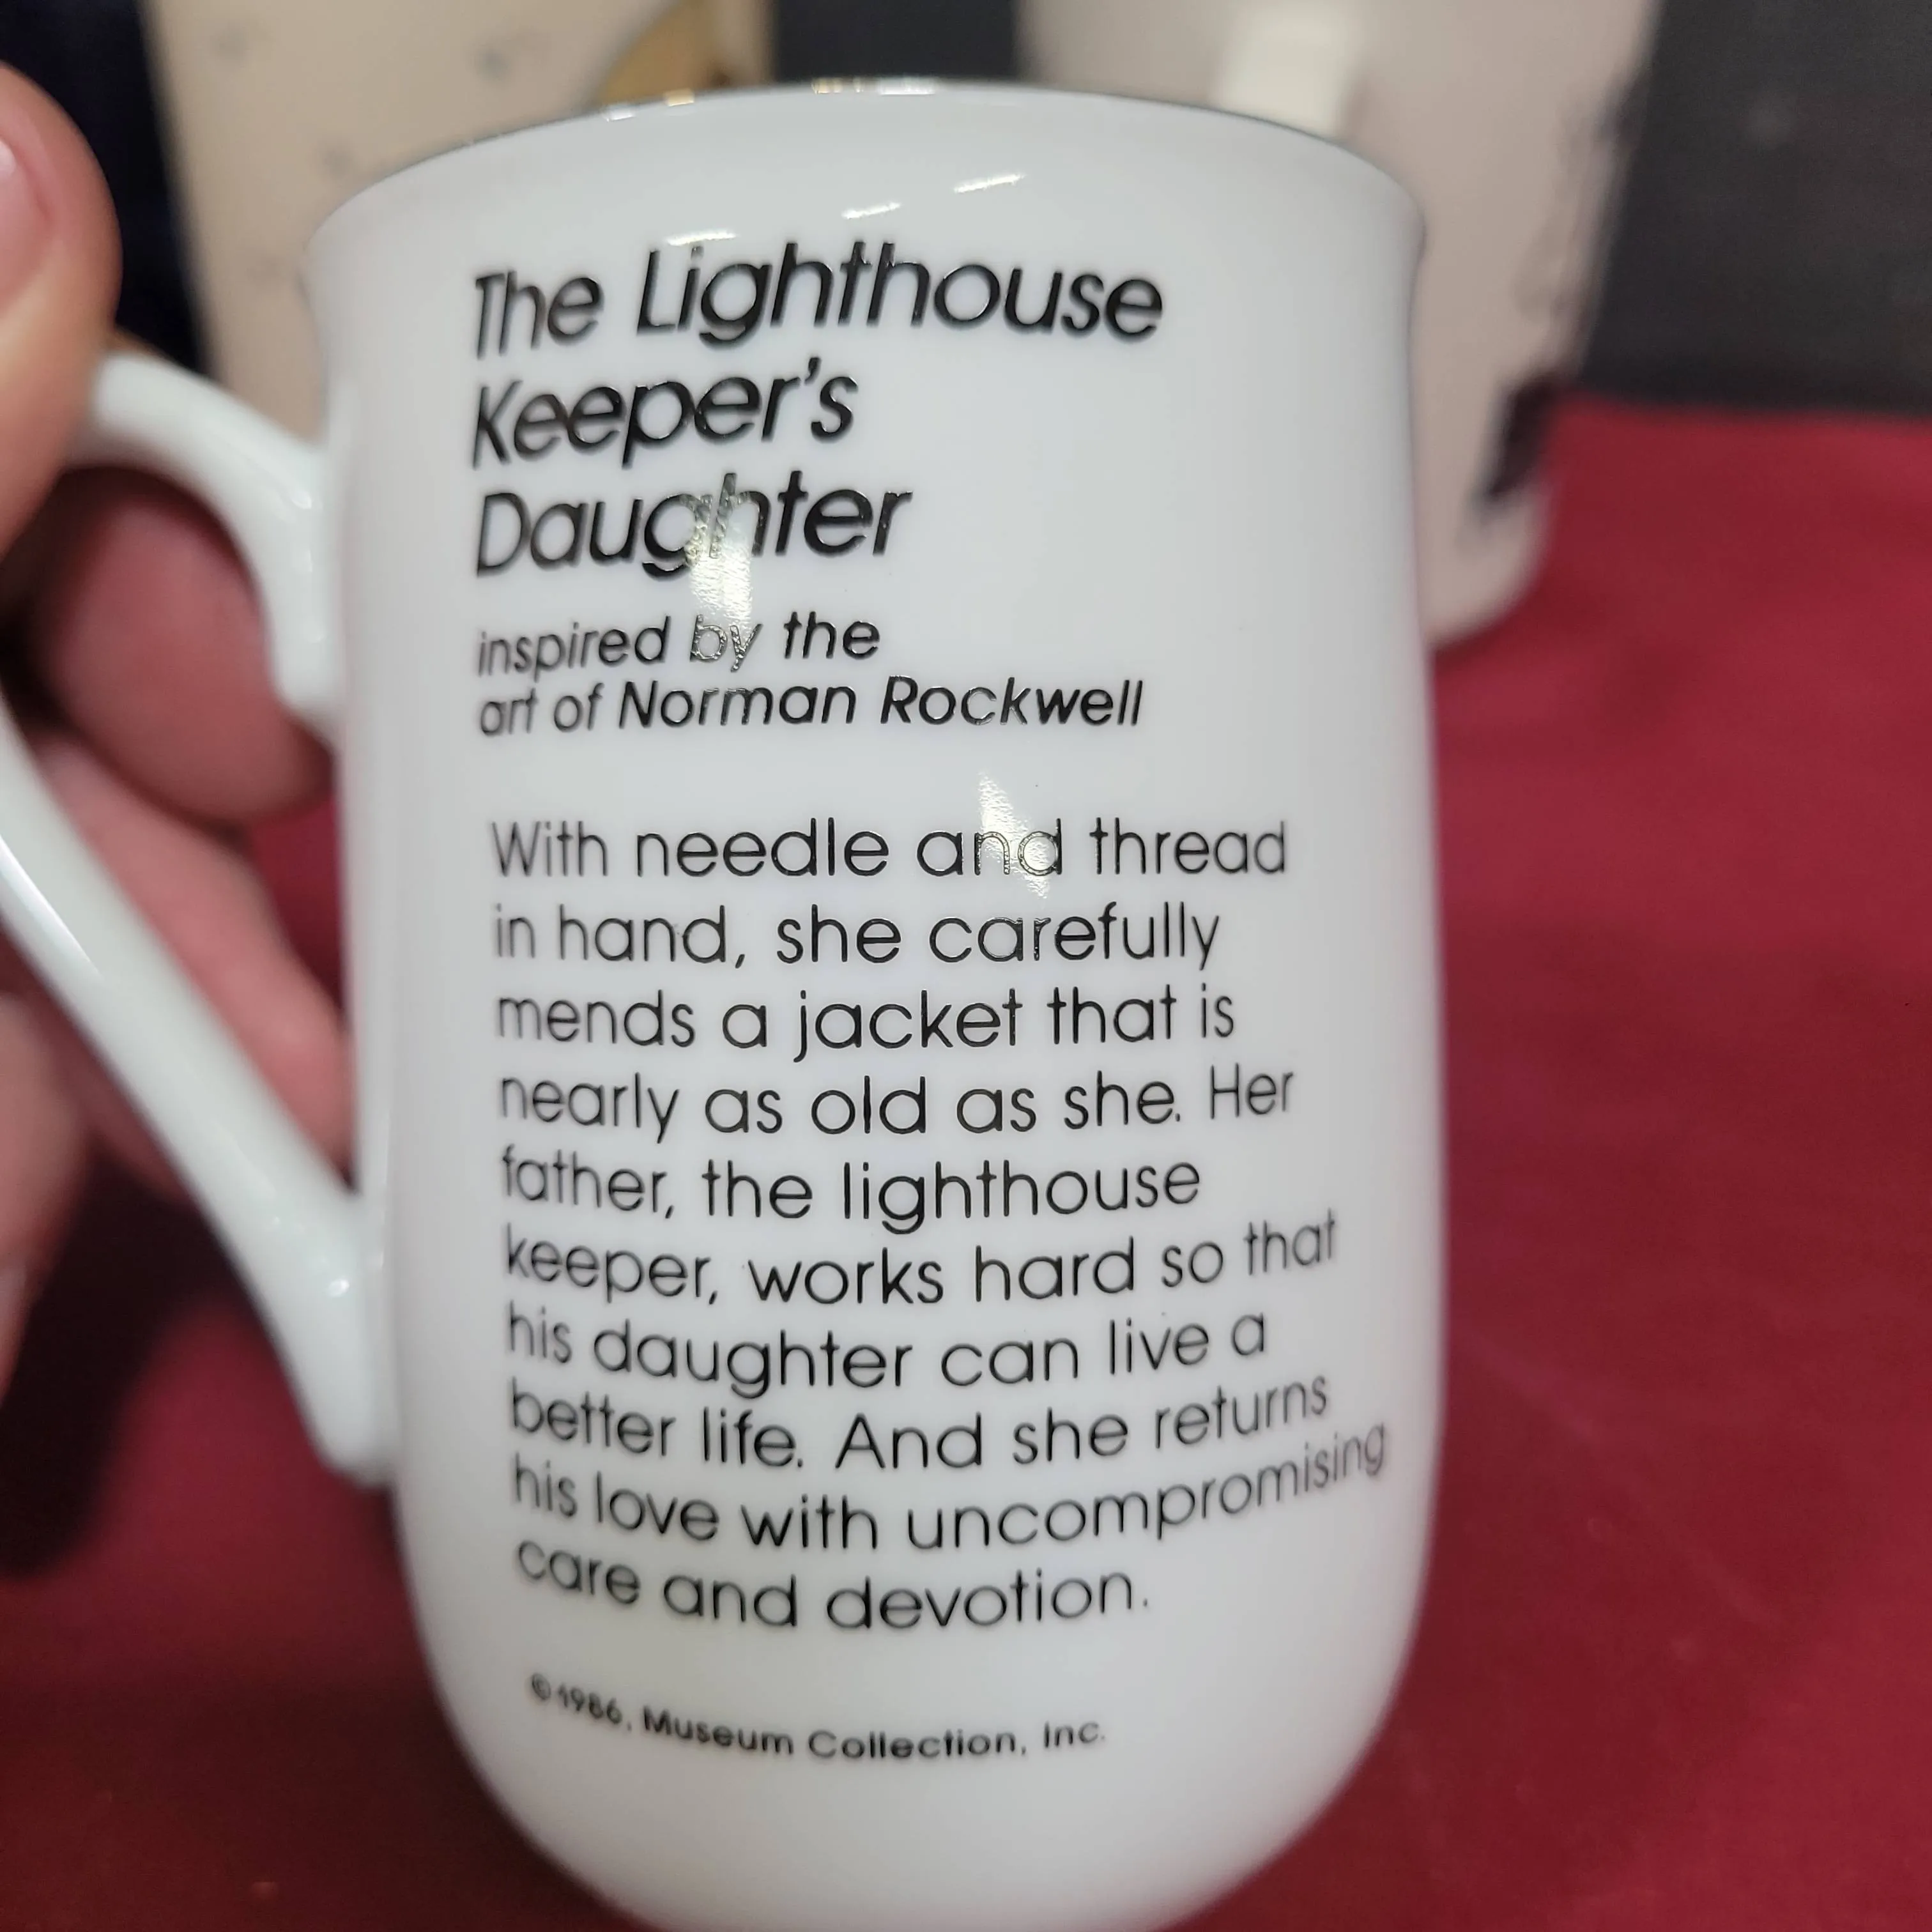 The Lighthouse
Keeper's
Daughter
inspired by the
art of Norman Rockwell
With needle and thread
in hand, she carefully
mends a jacket that is
nearly as old as she. Her
father, the lighthouse
keeper, works hard so that
his daughter can live a
better life. And she returns
his love with uncompromising
care and devotion.
©1986, Museum Collection, Inc.